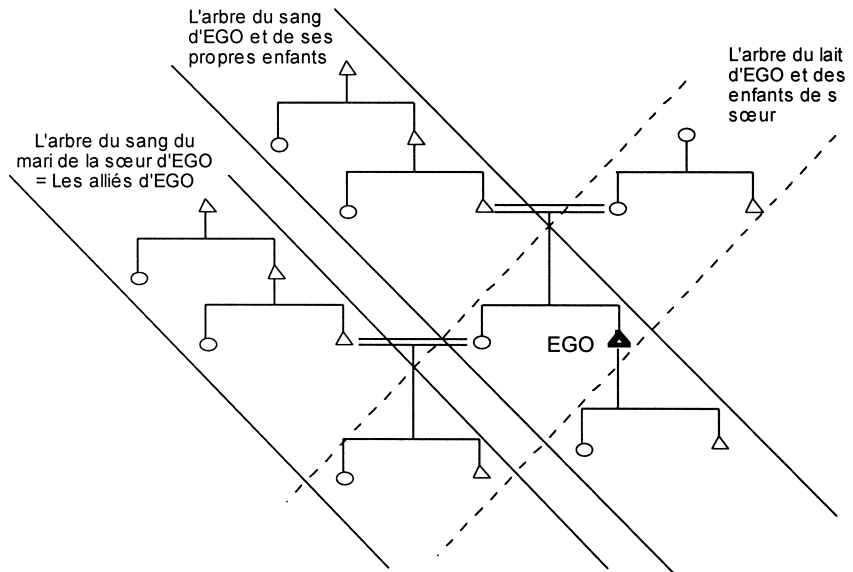 L'arbre du sang
d'EGO et de ses
propres enfants
L'arbre du lait
d'EGO et des
enfants de s
sœur
L'arbre du sang du
mari de la sœur d'EGO
= Les alliés d'EGO
EGO